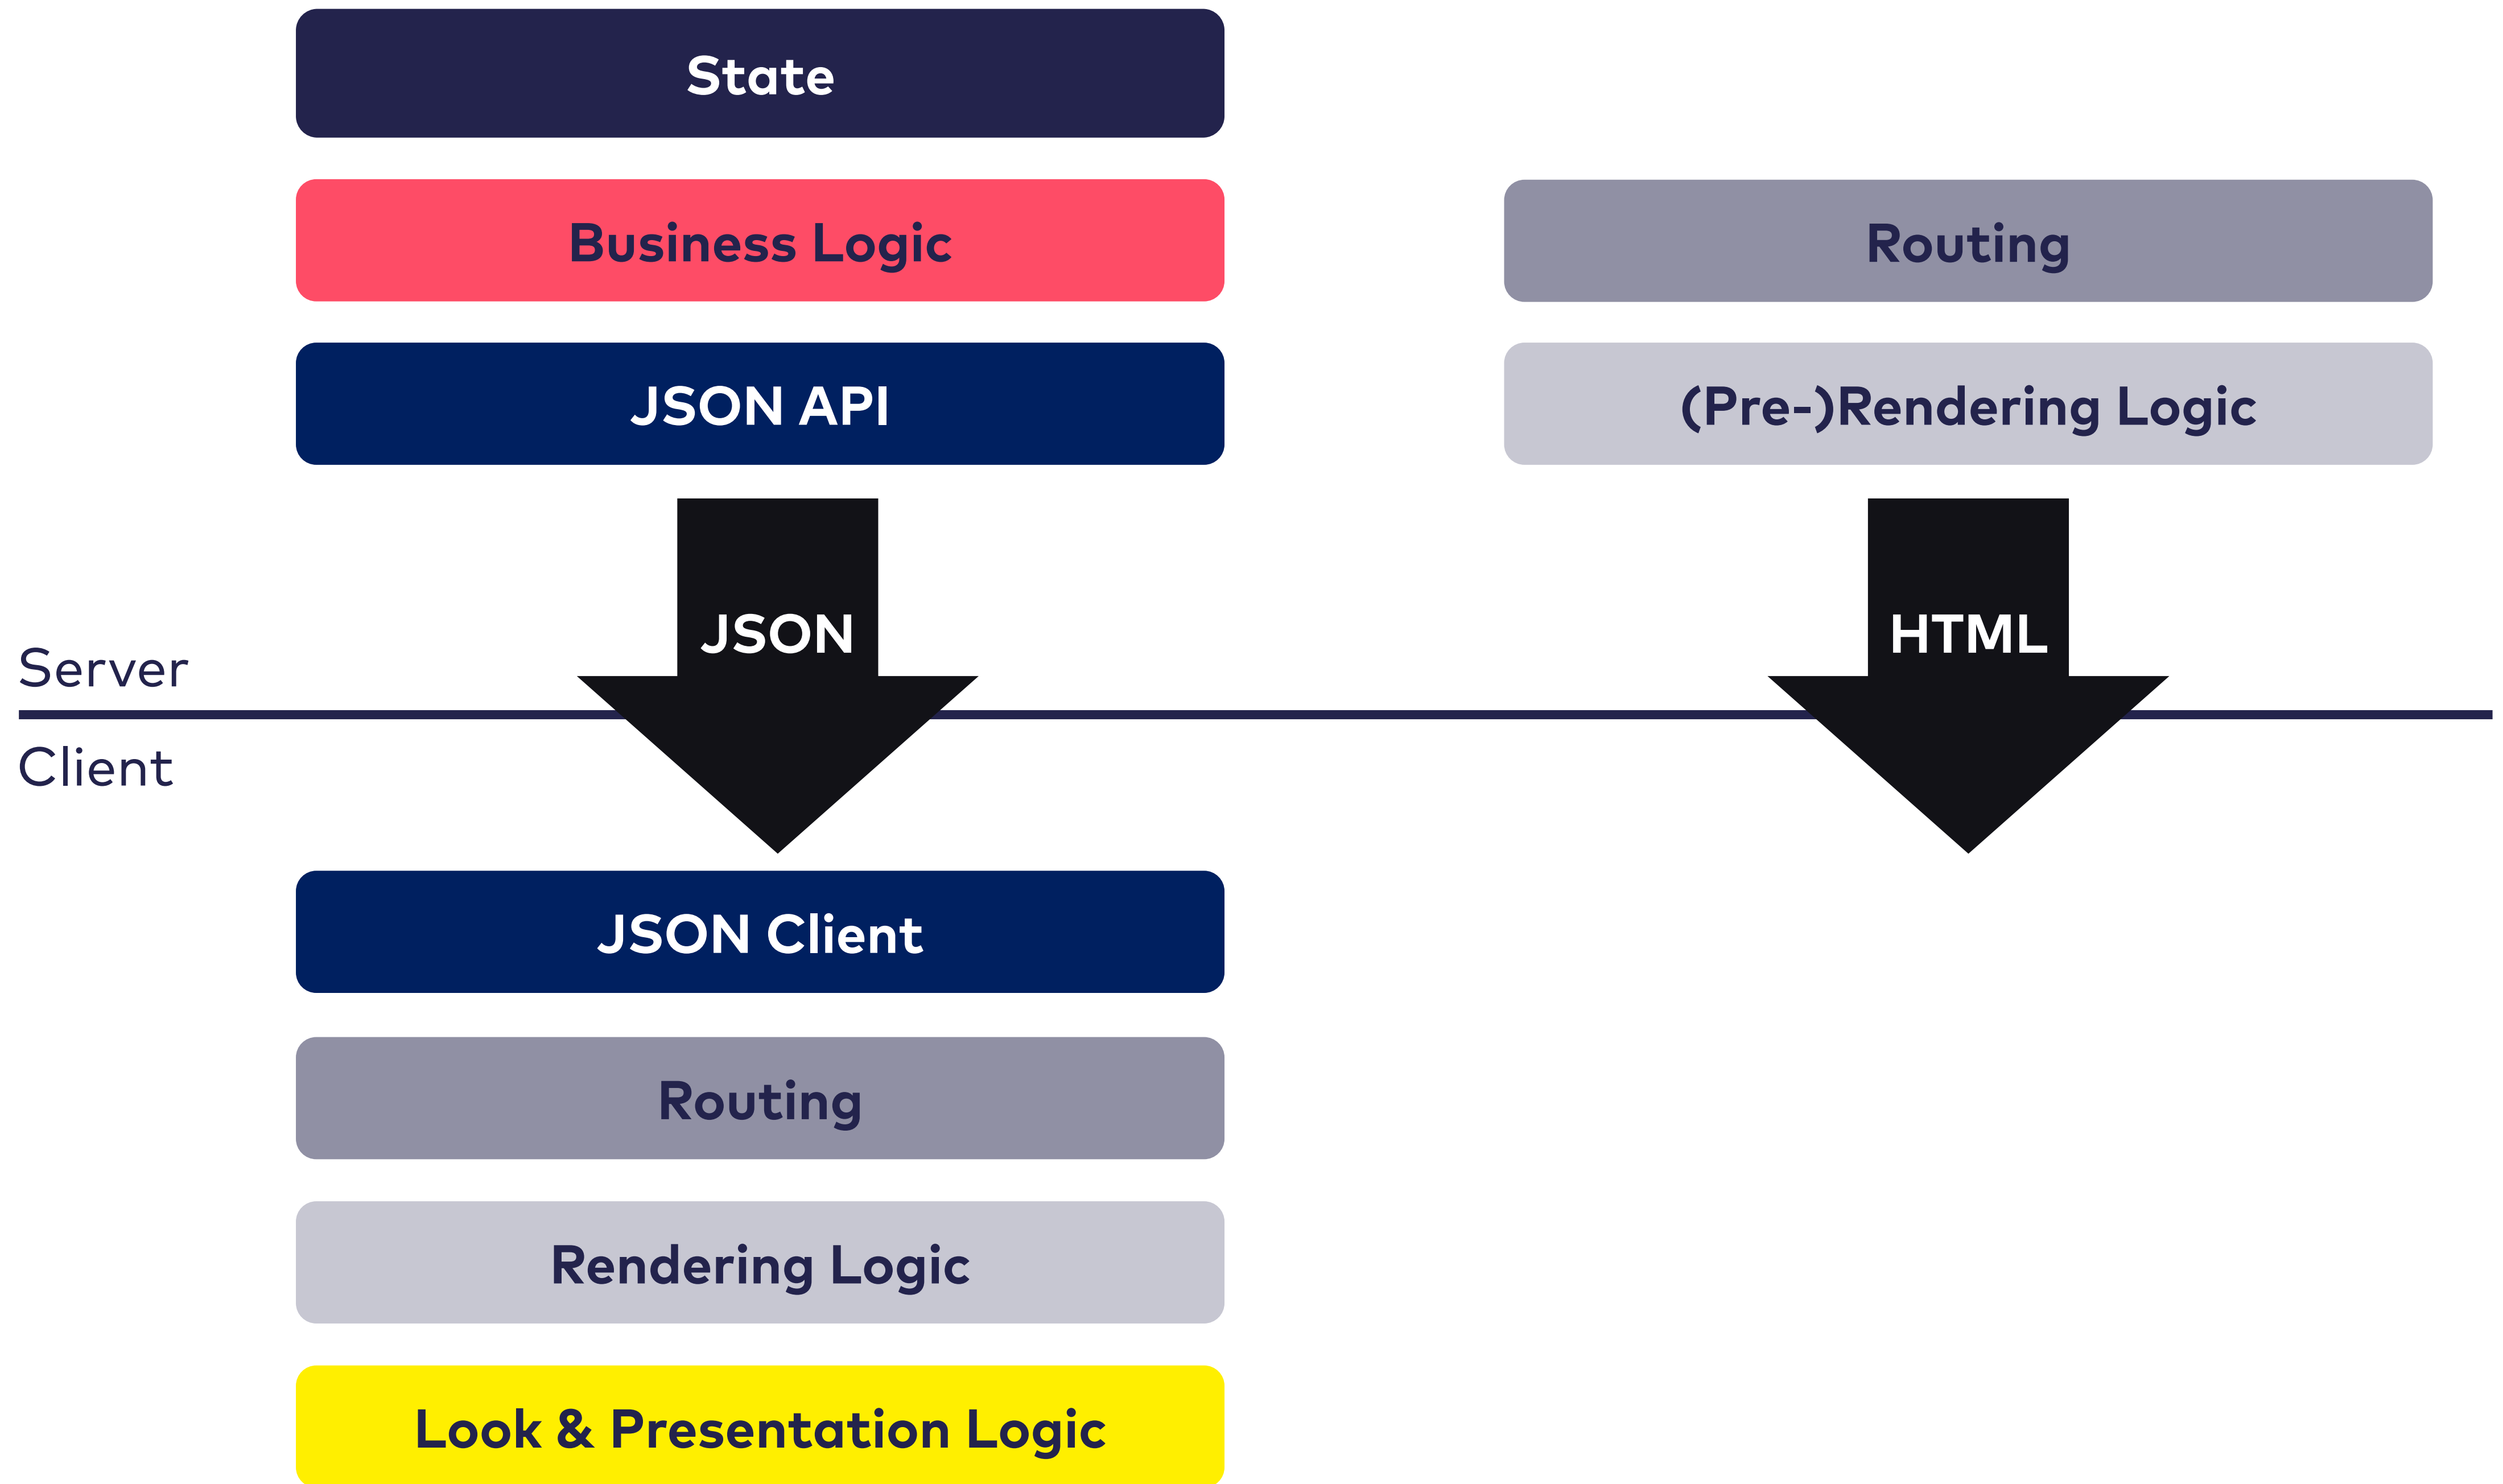 State
Business Logic
Routing
JSON API
(Pre-)Rendering Logic
JSON
HTML
Server
Client
JSON Client
Routing
Rendering Logic
Look & Presentation Logic